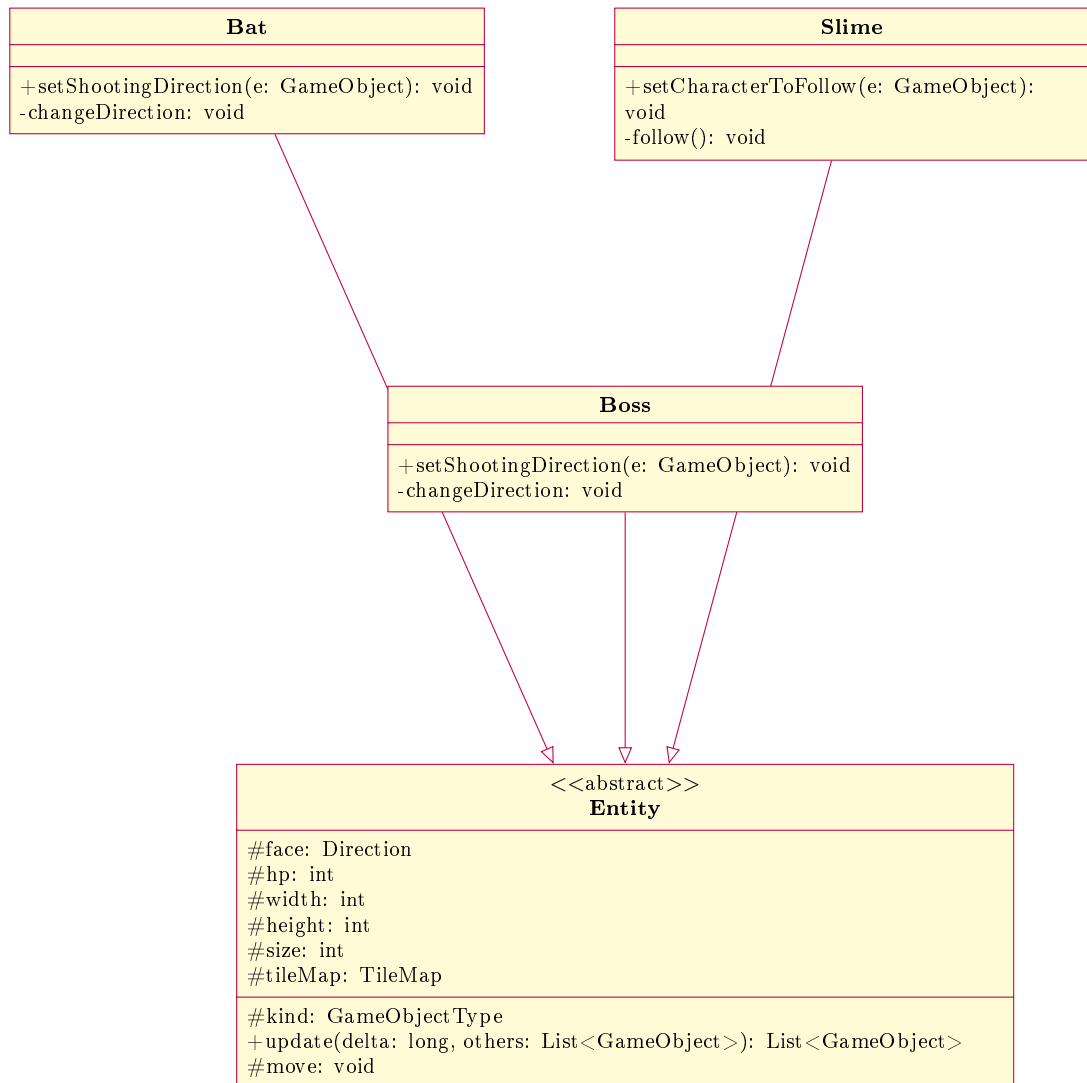 Bat
+setShootingDirection(e: GameObject): void
-changeDirection: void
Slime
+setCharacterToFollow(e: GameObject):
void
-follow(): void
Boss
+setShootingDirection(e: GameObject): void
-changeDirection: void
<<abstract>>
Entity
#face: Direction
#hp: int
#width: int
#height: int
#size: int
#tileMap: TileMap
#kind: GameObjectType
+update(delta: long, others: List<GameObject>): List<GameObject>
#move: void